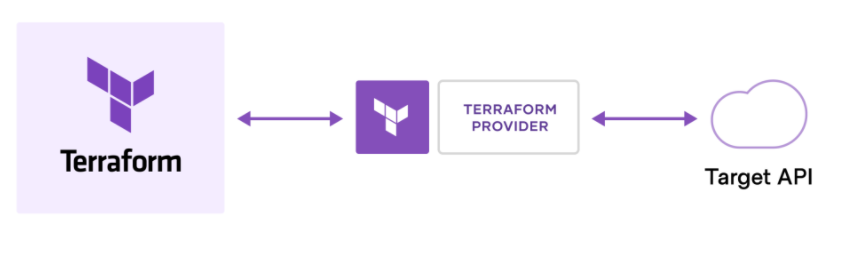 Terraform
TERRAFORM
PROVIDER
Target API